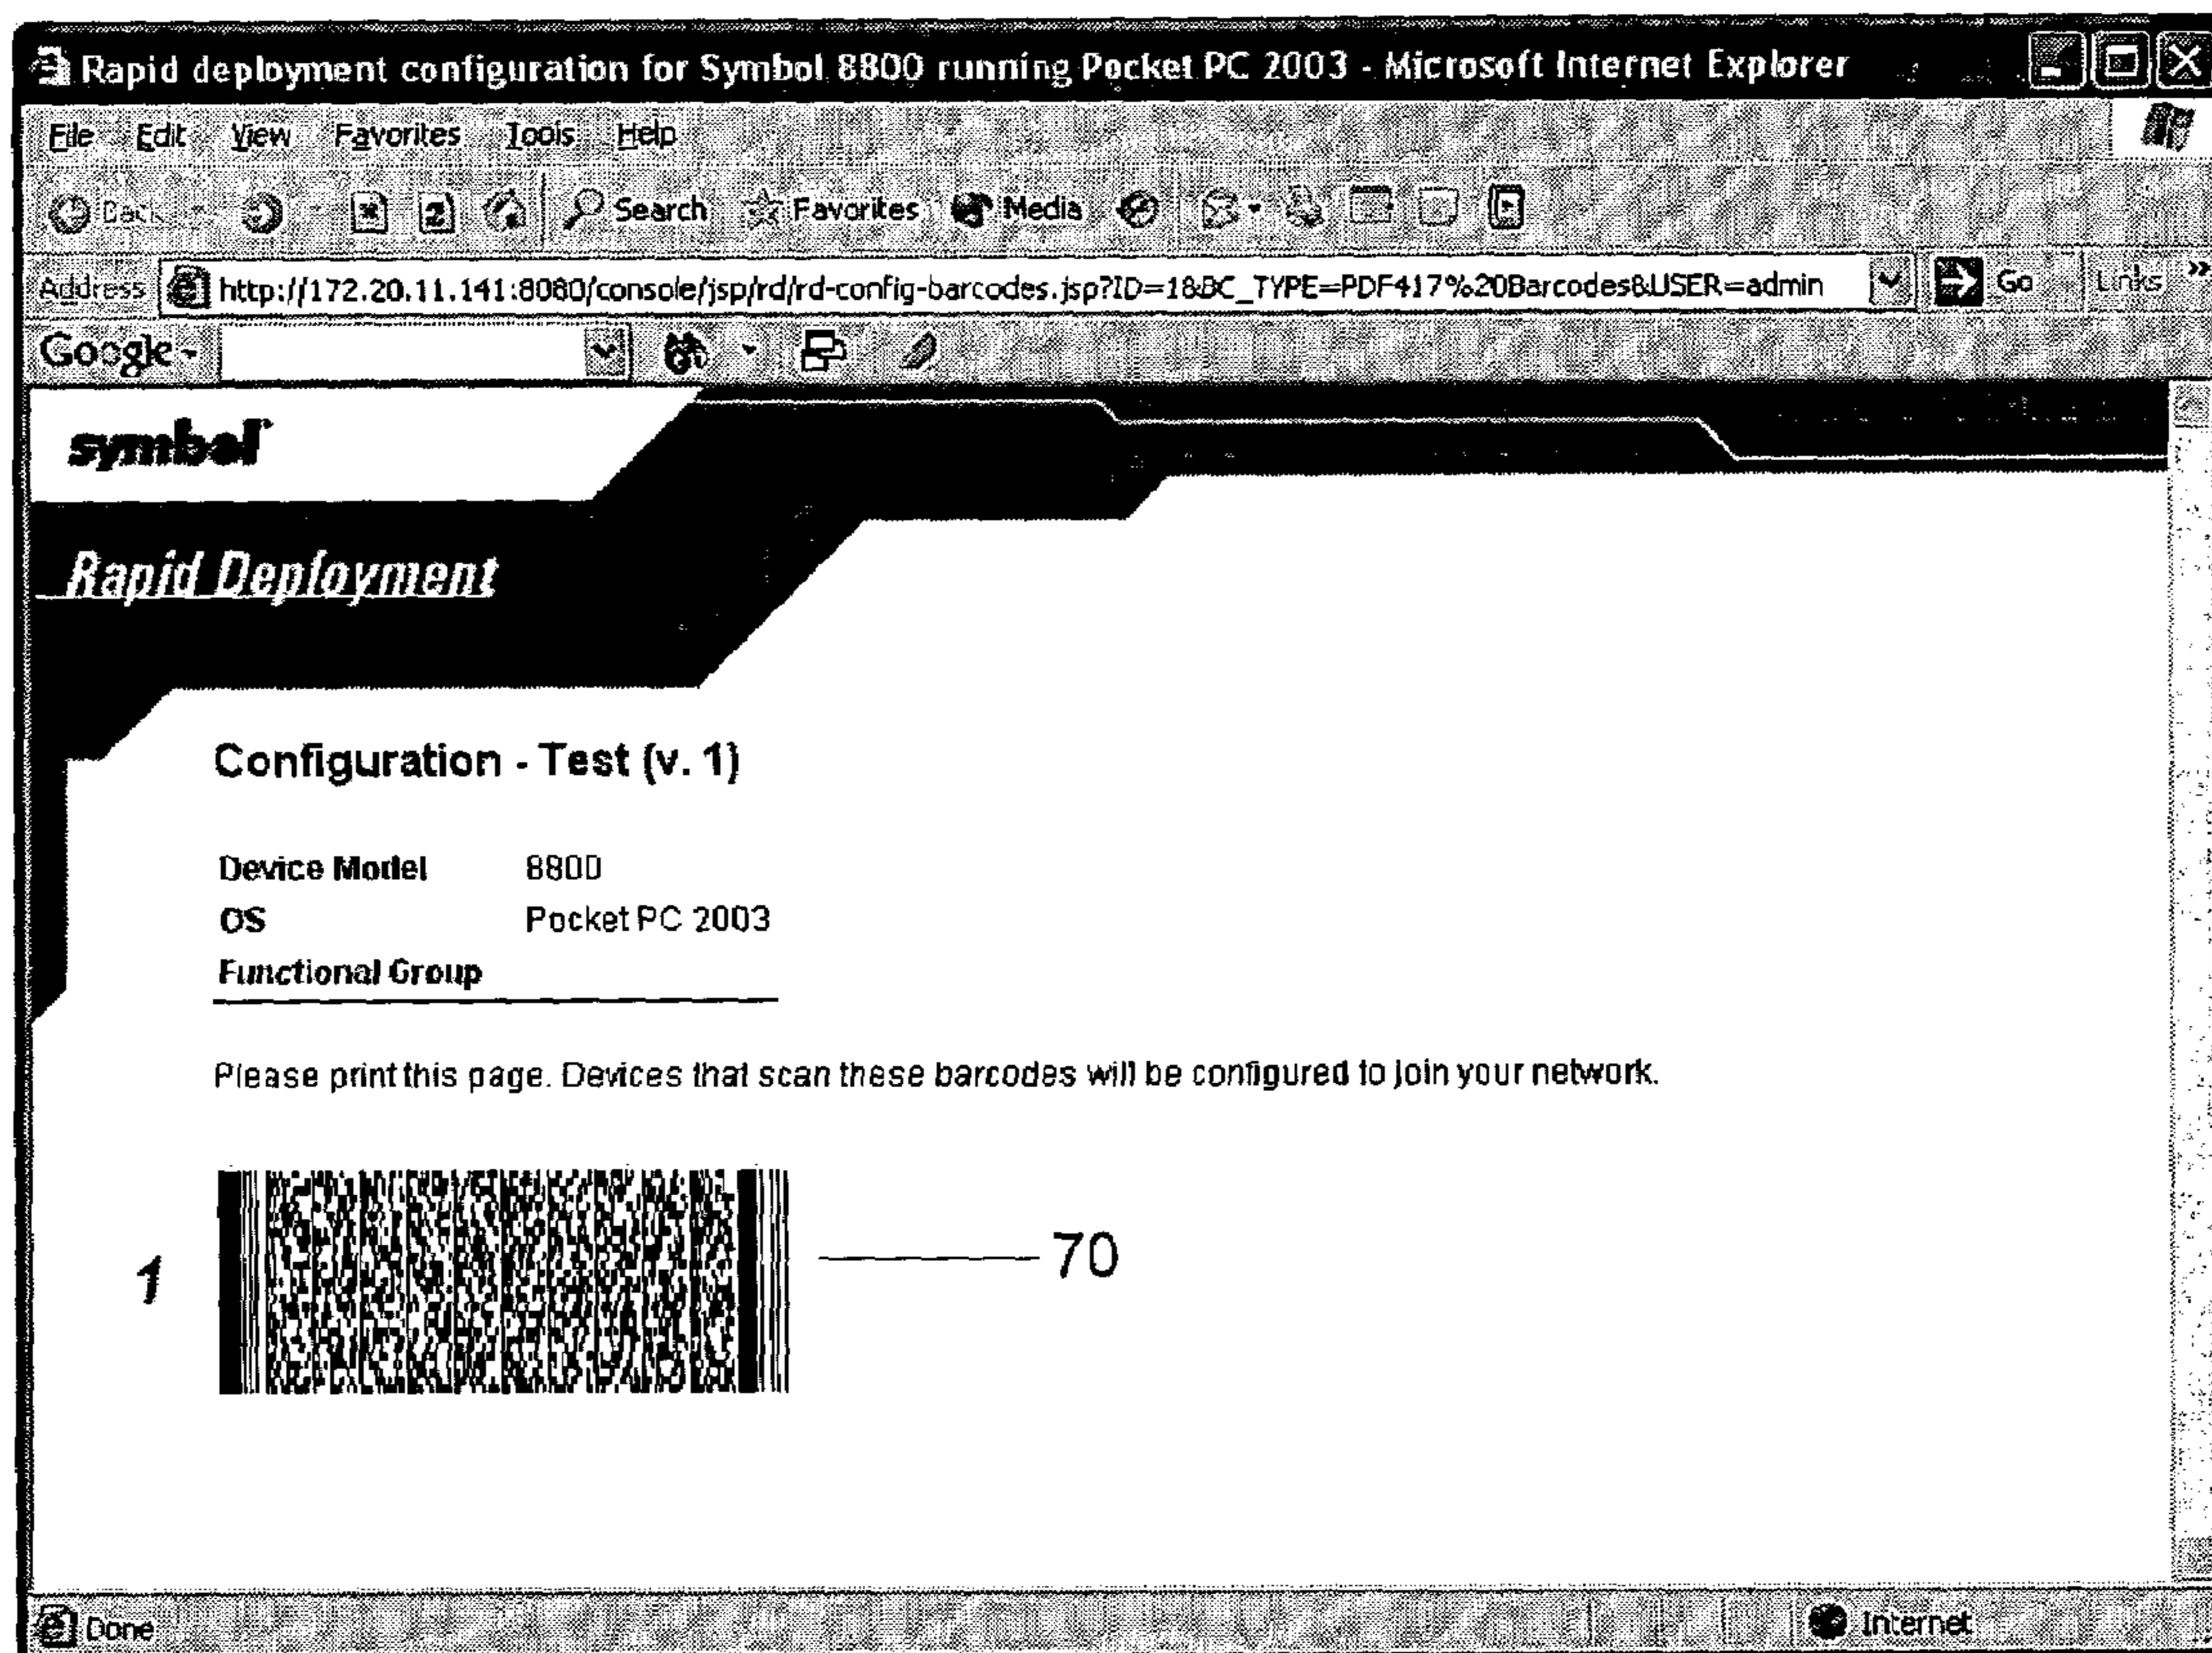 Rapid deployment configuration for Symbol 8800 running Pocket PC 2003 - Microsoft Internet Explorer
File Edit View Favorites Tools Help
Back Search Favorites Media
Address http://172.20.11.141:8080/console/jsp/rd/rd-config-barcodes.jsp?ID=1&BC_TYPE=PDF417%20Barcodes&USER=admin Go Links »
Google
symbol
Rapid Deployment
Configuration - Test (v. 1)
Device Model 8800
OS Pocket PC 2003
Functional Group
Please print this page. Devices that scan these barcodes will be configured to join your network.
1 70
Done Internet